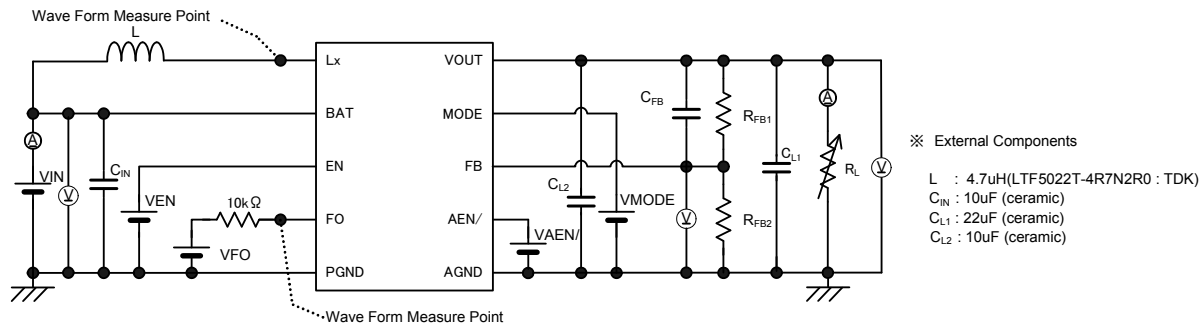 Wave Form Measure Point
L
Lx
VOUT
BAT
MODE
EN
FB
FO
AEN/
PGND
AGND
A
VIN
V
CIN
VEN
10kΩ
VFO
CFB
RFB1
CL2
VMODE
V
RFB2
VAEN/
CL1
A
RL
V
Wave Form Measure Point
※ External Components
L : 4.7uH(LTF5022T-4R7N2R0 : TDK)
CIN : 10uF (ceramic)
CL1 : 22uF (ceramic)
CL2 : 10uF (ceramic)